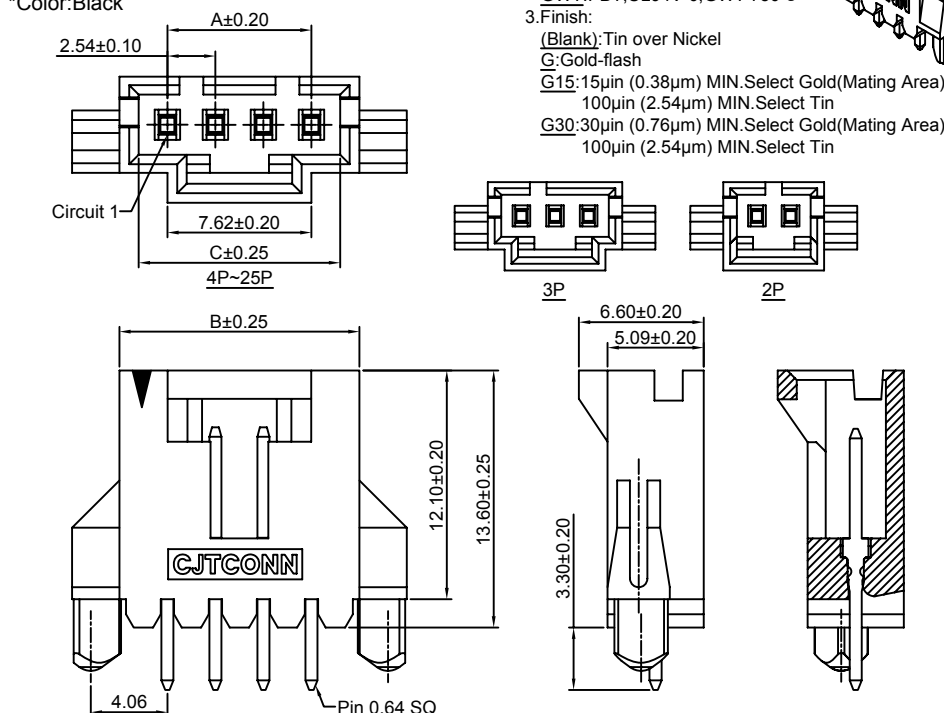 *Color:Black
3.Finish:
(Blank):Tin over Nickel
G:Gold-flash
G15:15µin (0.38µm) MIN.Select Gold(Mating Area)
100µin (2.54µm) MIN.Select Tin
G30:30µin (0.76µm) MIN.Select Gold(Mating Area)
100µin (2.54µm) MIN.Select Tin
A±0.20
2.54±0.10
Circuit 1
7.62±0.20
C±0.25
4P~25P
3P
2P
B±0.25
6.60±0.20
5.09±0.20
12.10±0.20
13.60±0.25
3.30±0.20
CJTCONN
4.06
Pin 0.64 SQ